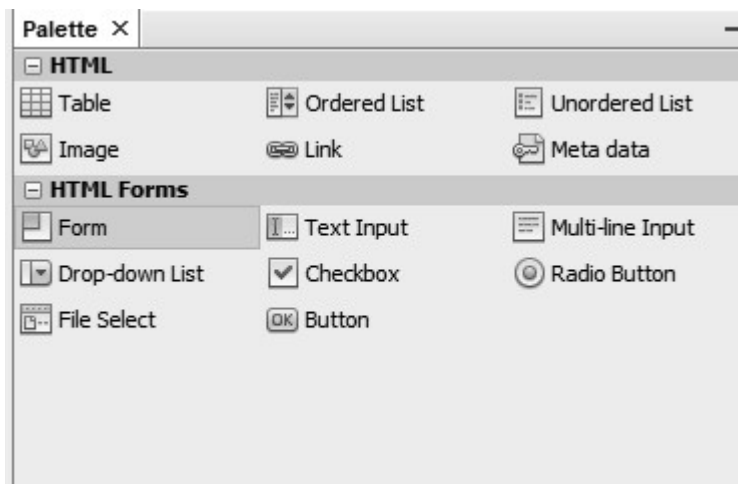 Palette ×
HTML
Table Ordered List Unordered List
Image Link Meta data
HTML Forms
Form Text Input Multi-line Input
Drop-down List Checkbox Radio Button
File Select OK Button